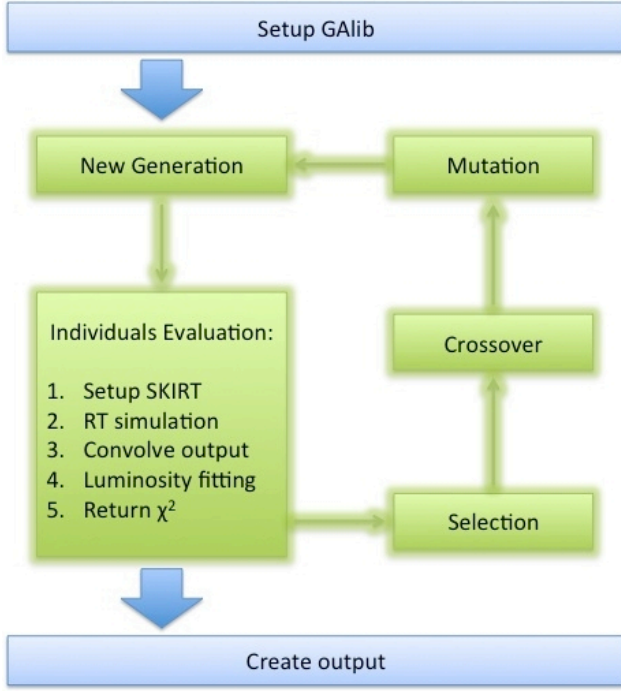 Setup GAlib
New Generation
Mutation
Individuals Evaluation:
1. Setup SKIRT
2. RT simulation
3. Convolve output
4. Luminosity fitting
5. Return χ²
Crossover
Selection
Create output